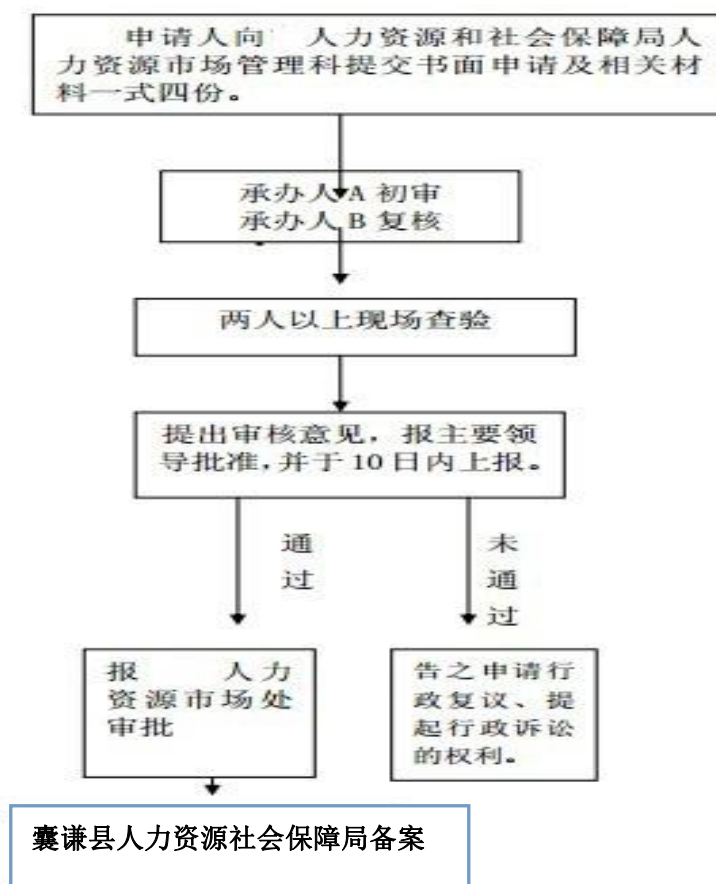 申请人向 人力资源和社会保障局人
力资源市场管理科提交书面申请及相关材
料一式四份。
承办人A初审
承办人B复核
两人以上现场查验
提出审核意见，报主要领
导批准,并于10日内上报。
通过
未通过
报 人力
资源市场处
审批
告之申请行
政复议、提
起行政诉讼
的权利。
囊谦县人力资源社会保障局备案